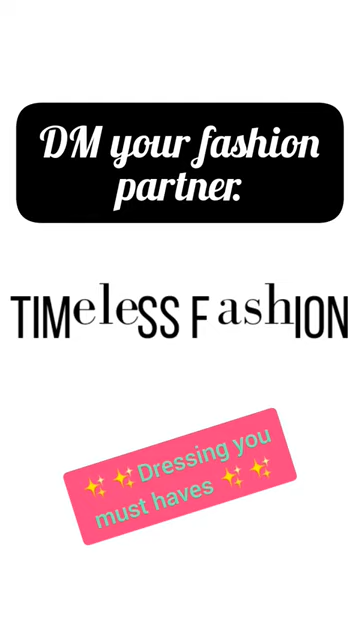 DM your fashion
partner.
TIMeleSS FashION
✨✨Dressing you
must haves ✨✨